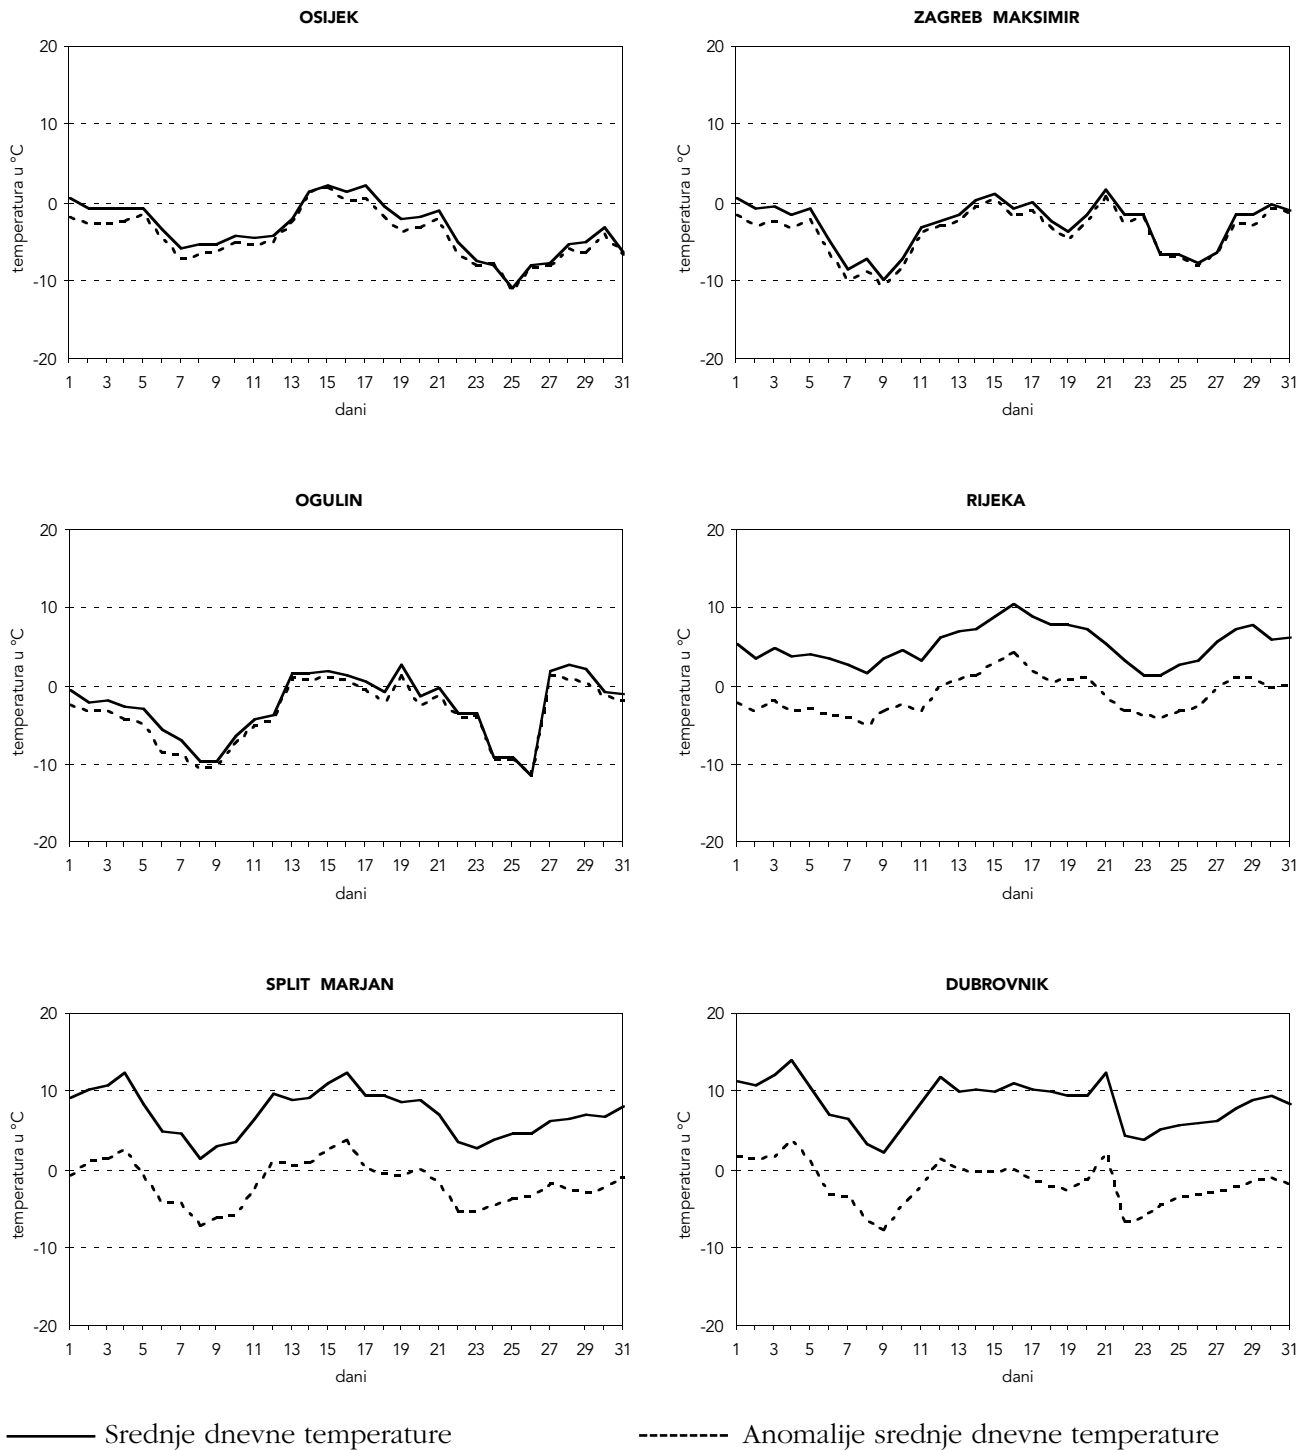 OSIJEK
20
10
0
-10
-20
temperatura u °C
1 3 5 7 9 11 13 15 17 19 21 23 25 27 29 31
dani
ZAGREB MAKSIMIR
20
10
0
-10
-20
temperatura u °C
1 3 5 7 9 11 13 15 17 19 21 23 25 27 29 31
dani
OGULIN
20
10
0
-10
-20
temperatura u °C
1 3 5 7 9 11 13 15 17 19 21 23 25 27 29 31
dani
RIJEKA
20
10
0
-10
-20
temperatura u °C
1 3 5 7 9 11 13 15 17 19 21 23 25 27 29 31
dani
SPLIT MARJAN
20
10
0
-10
-20
temperatura u °C
1 3 5 7 9 11 13 15 17 19 21 23 25 27 29 31
dani
DUBROVNIK
20
10
0
-10
-20
temperatura u °C
1 3 5 7 9 11 13 15 17 19 21 23 25 27 29 31
dani
Srednje dnevne temperature
Anomalije srednje dnevne temperature